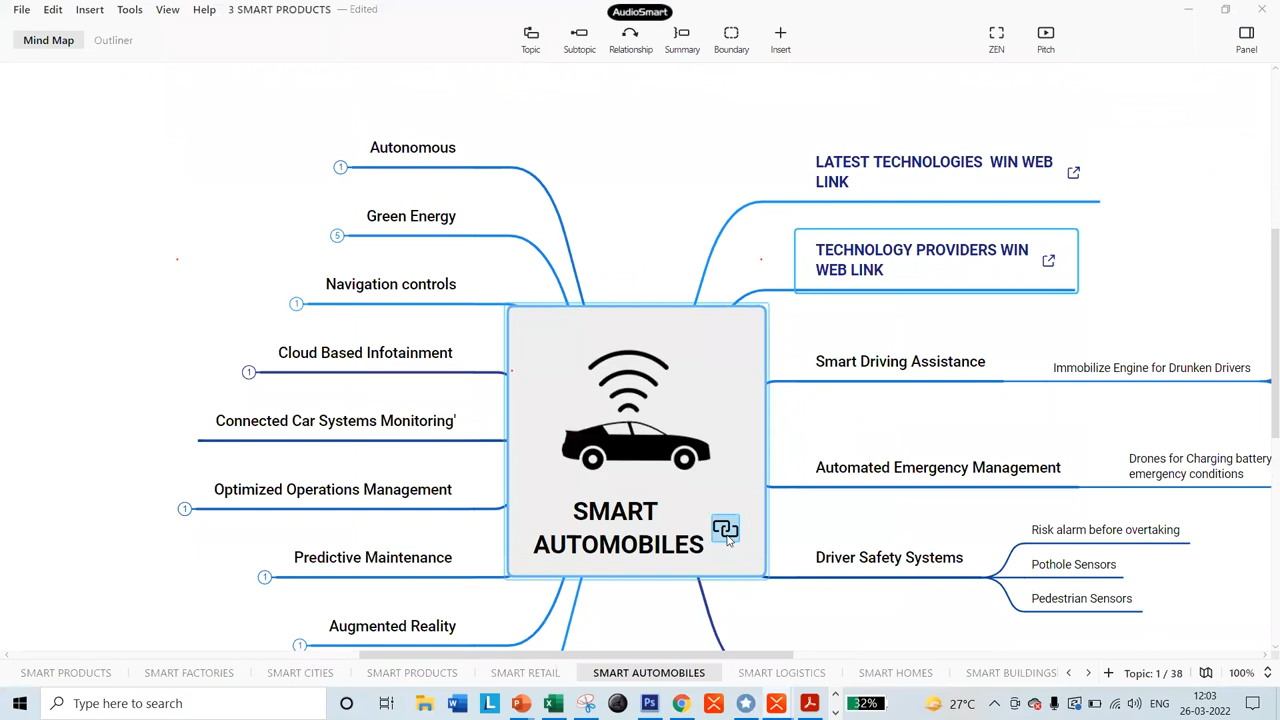 File Edit Insert Tools View Help 3 SMART PRODUCTS — Edited
AudioSmart
Mind Map Outliner
Topic Subtopic Relationship Summary Boundary Insert ZEN Pitch Panel
Autonomous
1
Green Energy
5
Navigation controls
1
Cloud Based Infotainment
1
Connected Car Systems Monitoring'
Optimized Operations Management
1
Predictive Maintenance
1
Augmented Reality
1
SMART
AUTOMOBILES
LATEST TECHNOLOGIES WIN WEB
LINK
TECHNOLOGY PROVIDERS WIN
WEB LINK
Smart Driving Assistance
Immobilize Engine for Drunken Drivers
Automated Emergency Management
Drones for Charging battery
emergency conditions
Driver Safety Systems
Risk alarm before overtaking
Pothole Sensors
Pedestrian Sensors
SMART PRODUCTS SMART FACTORIES SMART CITIES SMART PRODUCTS SMART RETAIL SMART AUTOMOBILES SMART LOGISTICS SMART HOMES SMART BUILDINGS Topic: 1 / 38 100%
Type here to search
32%
27°C
ENG
12:03
26-03-2022